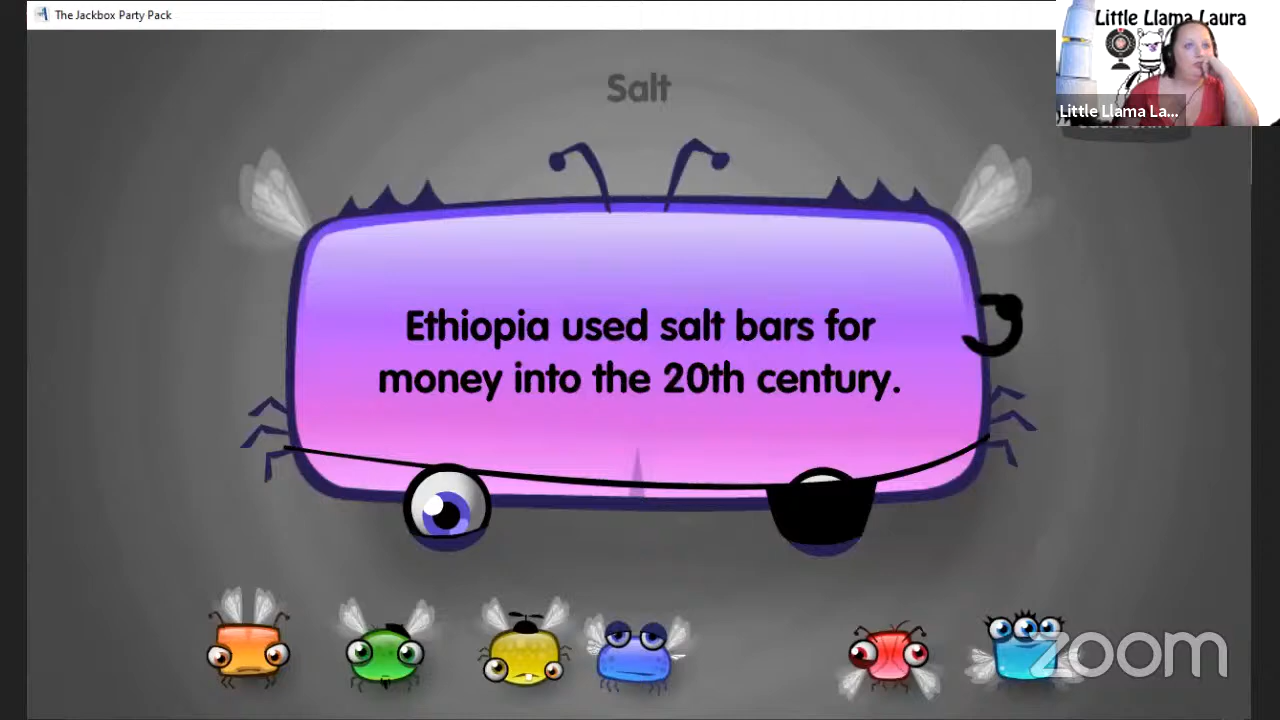 The Jackbox Party Pack
Little Llama Laura
Little Llama La...
Salt
Ethiopia used salt bars for
money into the 20th century.
zoom